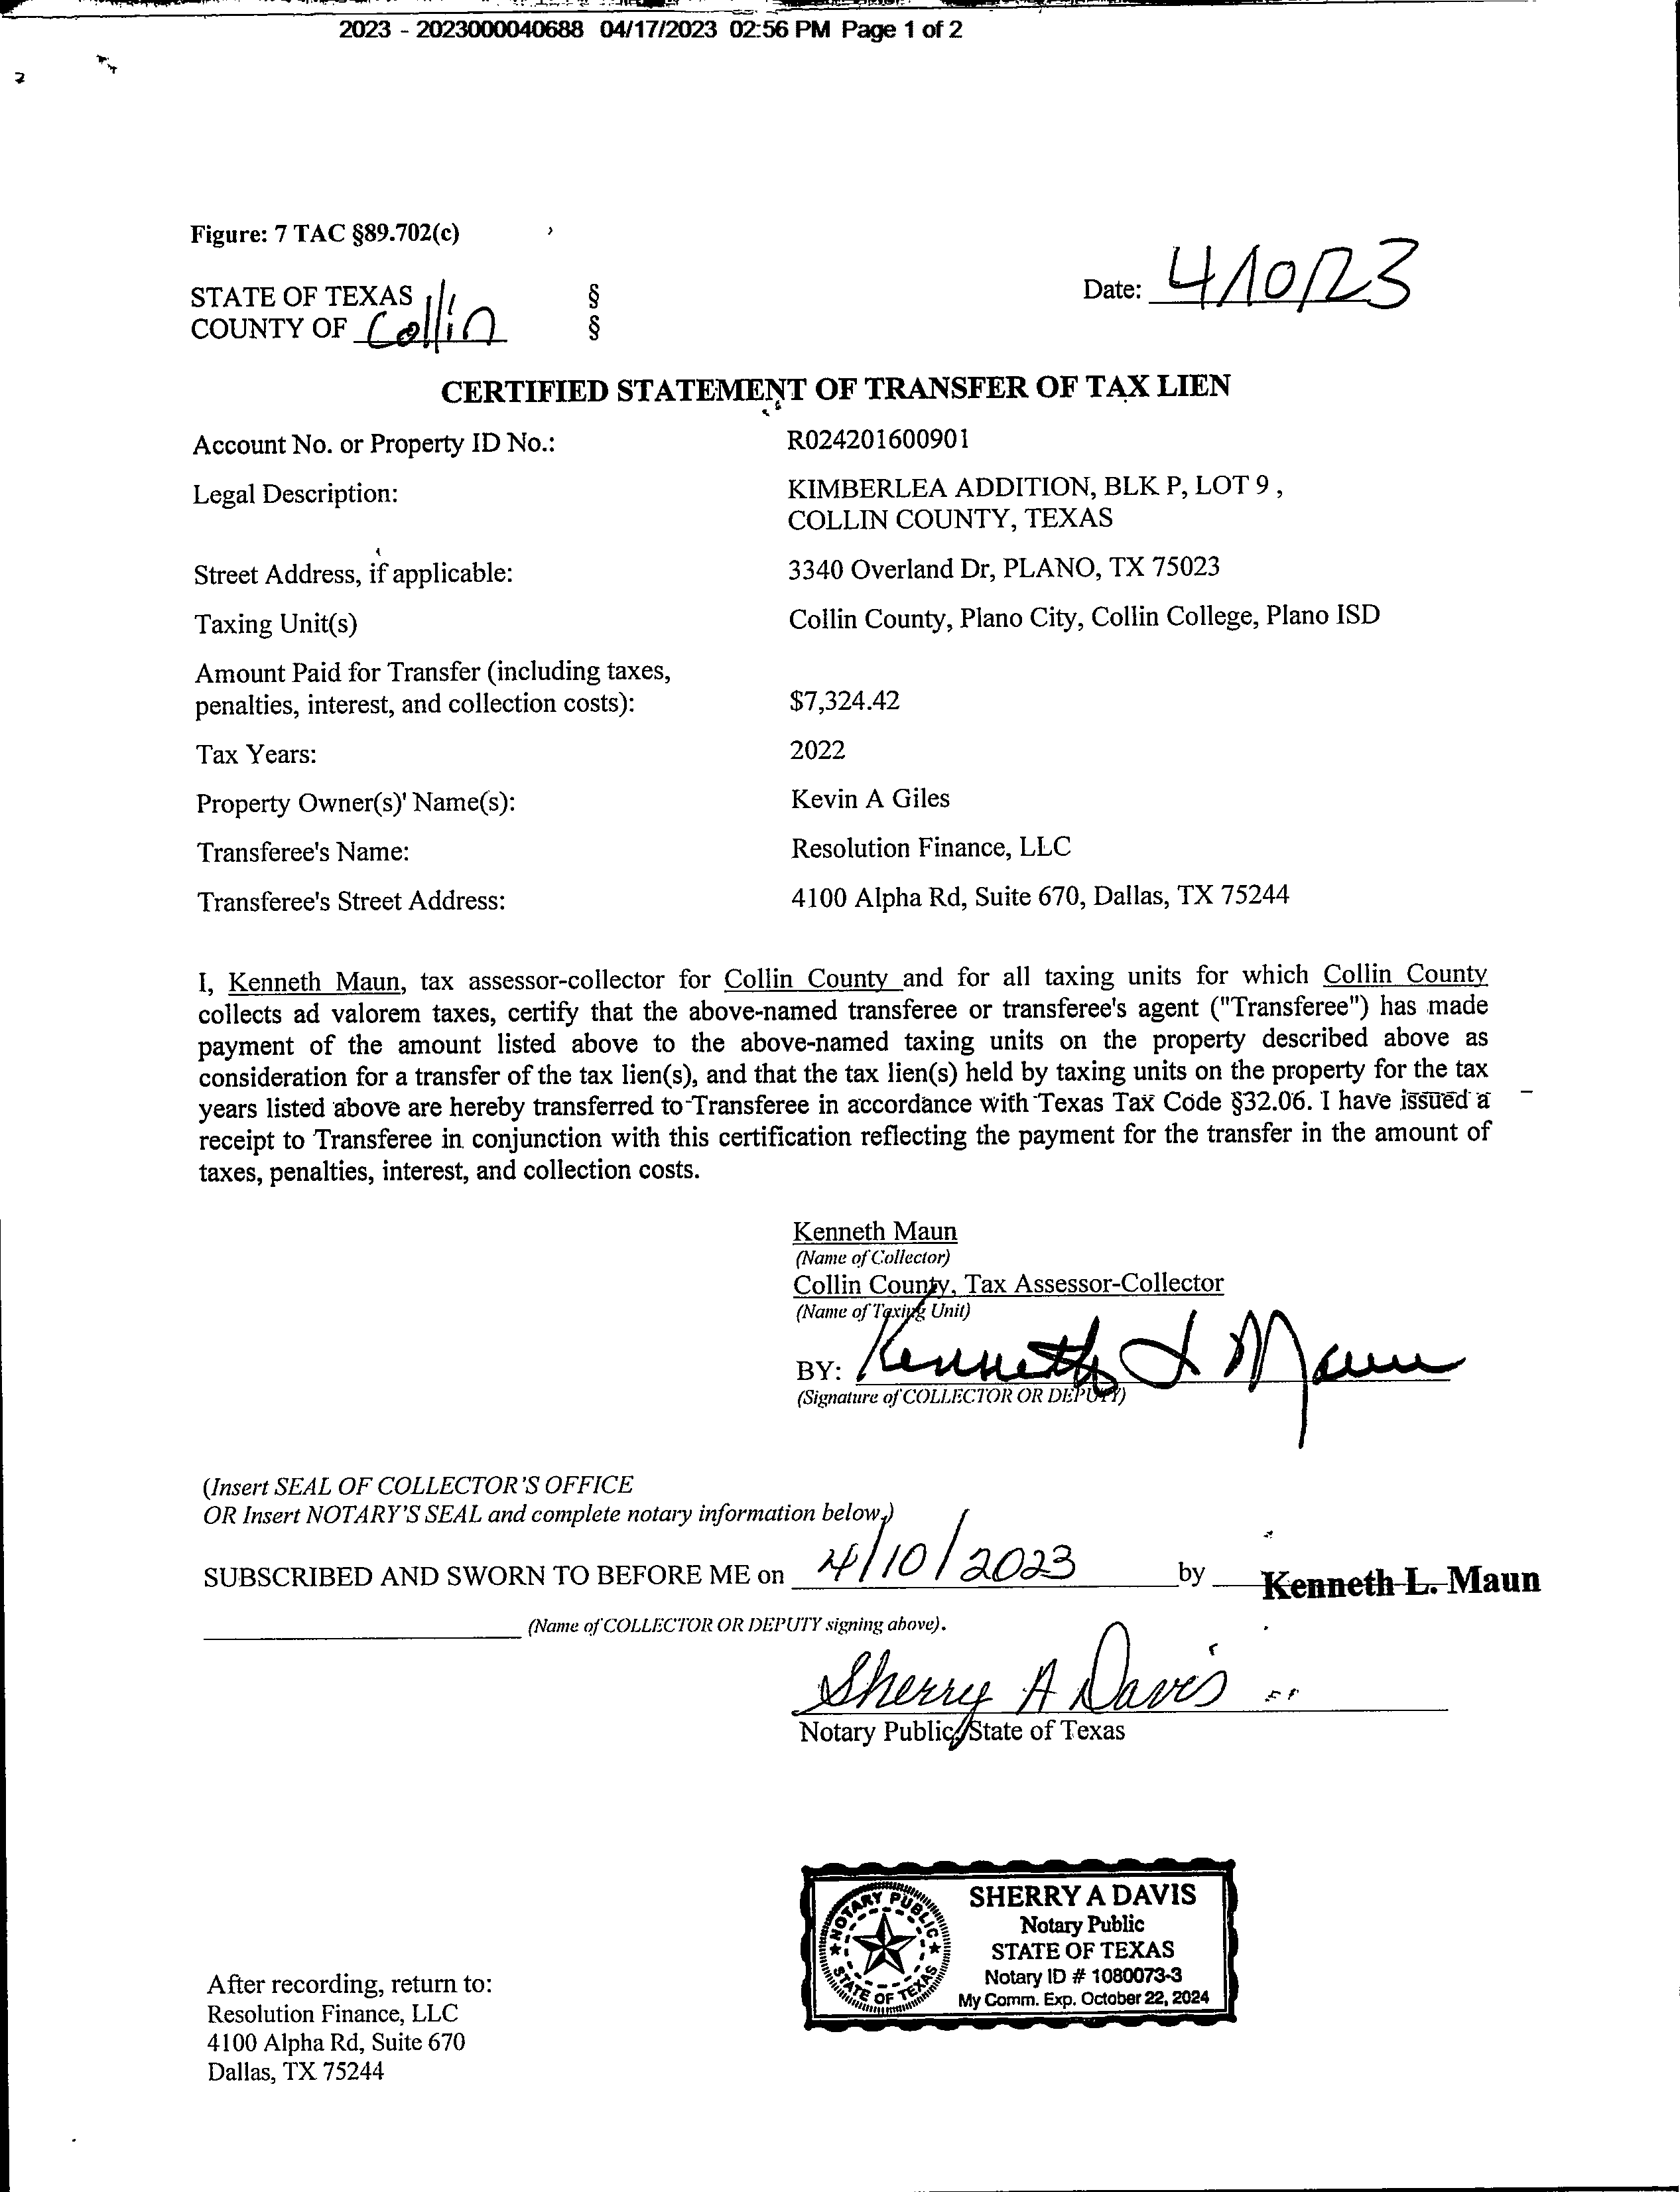 2023 - 2023000040688 04/17/2023 02:56 PM Page 1 of 2
Figure: 7 TAC §89.702(c)
STATE OF TEXAS §
COUNTY OF Collin §
Date: 4/10/23
CERTIFIED STATEMENT OF TRANSFER OF TAX LIEN
Account No. or Property ID No.: R024201600901
Legal Description: KIMBERLEA ADDITION, BLK P, LOT 9 ,
COLLIN COUNTY, TEXAS
Street Address, if applicable: 3340 Overland Dr, PLANO, TX 75023
Taxing Unit(s) Collin County, Plano City, Collin College, Plano ISD
Amount Paid for Transfer (including taxes,
penalties, interest, and collection costs): $7,324.42
Tax Years: 2022
Property Owner(s)' Name(s): Kevin A Giles
Transferee's Name: Resolution Finance, LLC
Transferee's Street Address: 4100 Alpha Rd, Suite 670, Dallas, TX 75244
I, Kenneth Maun, tax assessor-collector for Collin County and for all taxing units for which Collin County
collects ad valorem taxes, certify that the above-named transferee or transferee's agent ("Transferee") has made
payment of the amount listed above to the above-named taxing units on the property described above as
consideration for a transfer of the tax lien(s), and that the tax lien(s) held by taxing units on the property for the tax
years listed above are hereby transferred to Transferee in accordance with Texas Tax Code §32.06. I have issued a
receipt to Transferee in conjunction with this certification reflecting the payment for the transfer in the amount of
taxes, penalties, interest, and collection costs.
Kenneth Maun
(Name of Collector)
Collin County, Tax Assessor-Collector
(Name of Taxing Unit)
BY: Kenneth L Maun
(Signature of COLLECTOR OR DEPUTY)
(Insert SEAL OF COLLECTOR'S OFFICE
OR Insert NOTARY'S SEAL and complete notary information below.)
SUBSCRIBED AND SWORN TO BEFORE ME on 4/10/2023 by Kenneth L. Maun
(Name of COLLECTOR OR DEPUTY signing above).
Sherry A Davis
Notary Public, State of Texas
NOTARY PUBLIC
STATE OF TEXAS
SHERRY A DAVIS
Notary Public
STATE OF TEXAS
Notary ID # 1080073-3
My Comm. Exp. October 22, 2024
After recording, return to:
Resolution Finance, LLC
4100 Alpha Rd, Suite 670
Dallas, TX 75244